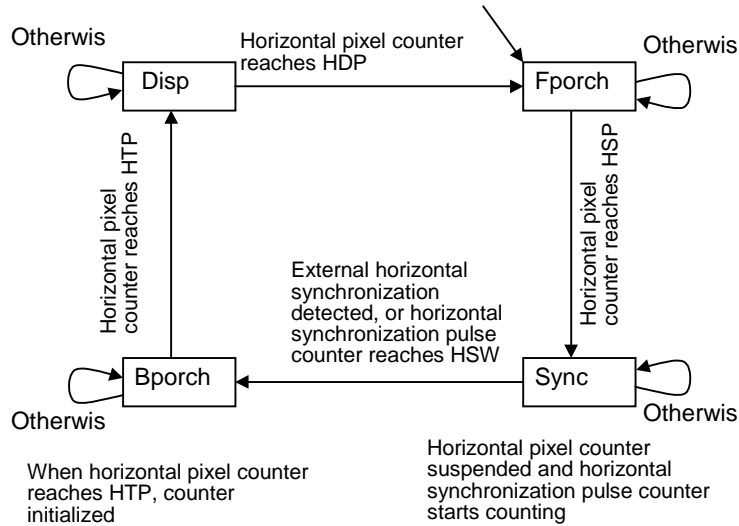 Otherwis
Horizontal pixel counter
reaches HDP
Otherwis
Disp
Fporch
Horizontal pixel
counter reaches HTP
Horizontal pixel
counter reaches HSP
External horizontal
synchronization
detected, or horizontal
synchronization pulse
counter reaches HSW
Bporch
Sync
Otherwis
Otherwis
When horizontal pixel counter
reaches HTP, counter
initialized
Horizontal pixel counter
suspended and horizontal
synchronization pulse counter
starts counting